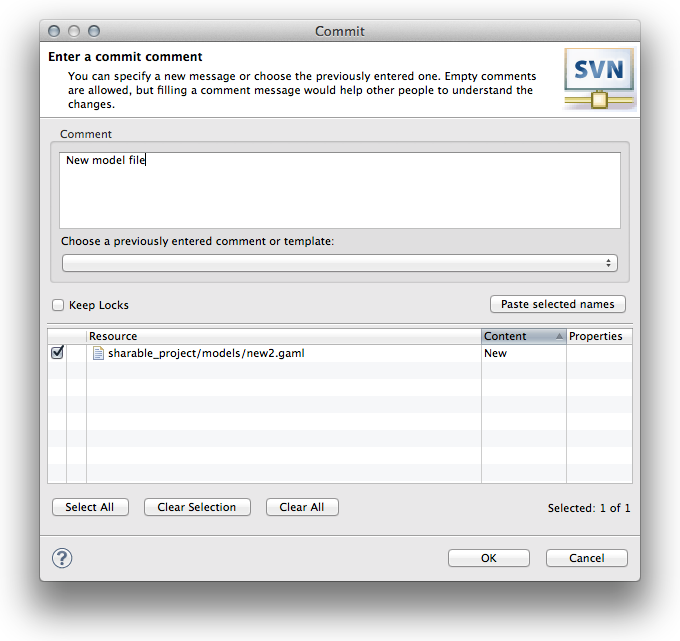 Commit
Enter a commit comment
SVN
You can specify a new message or choose the previously entered one. Empty comments
are allowed, but filling a comment message would help other people to understand the
changes.
Comment
New model file
Choose a previously entered comment or template:
Keep Locks
Paste selected names
Resource Content Properties
sharable_project/models/new2.gaml New
Select All Clear Selection Clear All Selected: 1 of 1
? OK Cancel